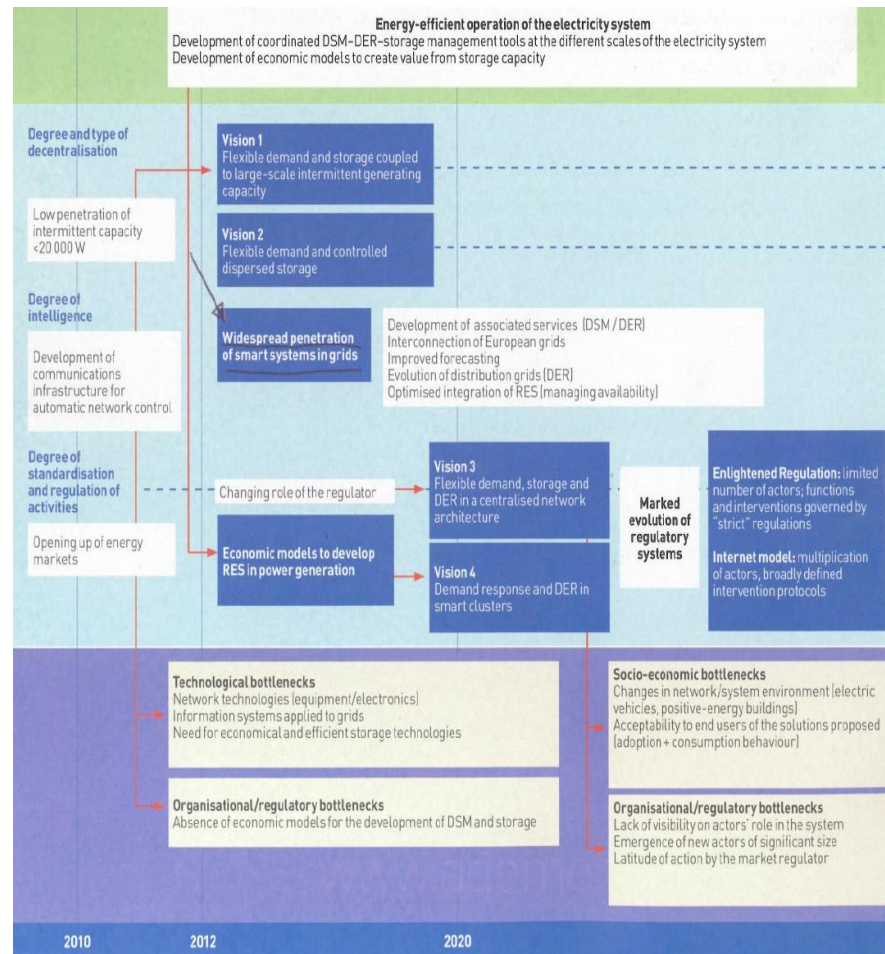 Energy-efficient operation of the electricity system
Development of coordinated DSM–DER–storage management tools at the different scales of the electricity system
Development of economic models to create value from storage capacity
Degree and type of
decentralisation
Low penetration of
intermittent capacity
<20 000 W
Vision 1
Flexible demand and storage coupled
to large-scale intermittent generating
capacity
Vision 2
Flexible demand and controlled
dispersed storage
Degree of
intelligence
Development of
communications
infrastructure for
automatic network control
Widespread penetration
of smart systems in grids
Development of associated services (DSM / DER)
Interconnection of European grids
Improved forecasting
Evolution of distribution grids (DER)
Optimised integration of RES (managing availability)
Degree of
standardisation
and regulation of
activities
Opening up of energy
markets
Changing role of the regulator
Economic models to develop
RES in power generation
Vision 3
Flexible demand, storage and
DER in a centralised network
architecture
Vision 4
Demand response and DER in
smart clusters
Marked
evolution of
regulatory
systems
Enlightened Regulation: limited
number of actors; functions
and interventions governed by
"strict" regulations
Internet model: multiplication
of actors, broadly defined
intervention protocols
Technological bottlenecks
Network technologies (equipment/electronics)
Information systems applied to grids
Need for economical and efficient storage technologies
Organisational/regulatory bottlenecks
Absence of economic models for the development of DSM and storage
Socio-economic bottlenecks
Changes in network/system environment (electric
vehicles, positive-energy buildings)
Acceptability to end users of the solutions proposed
(adoption + consumption behaviour)
Organisational/regulatory bottlenecks
Lack of visibility on actors' role in the system
Emergence of new actors of significant size
Latitude of action by the market regulator
2010
2012
2020